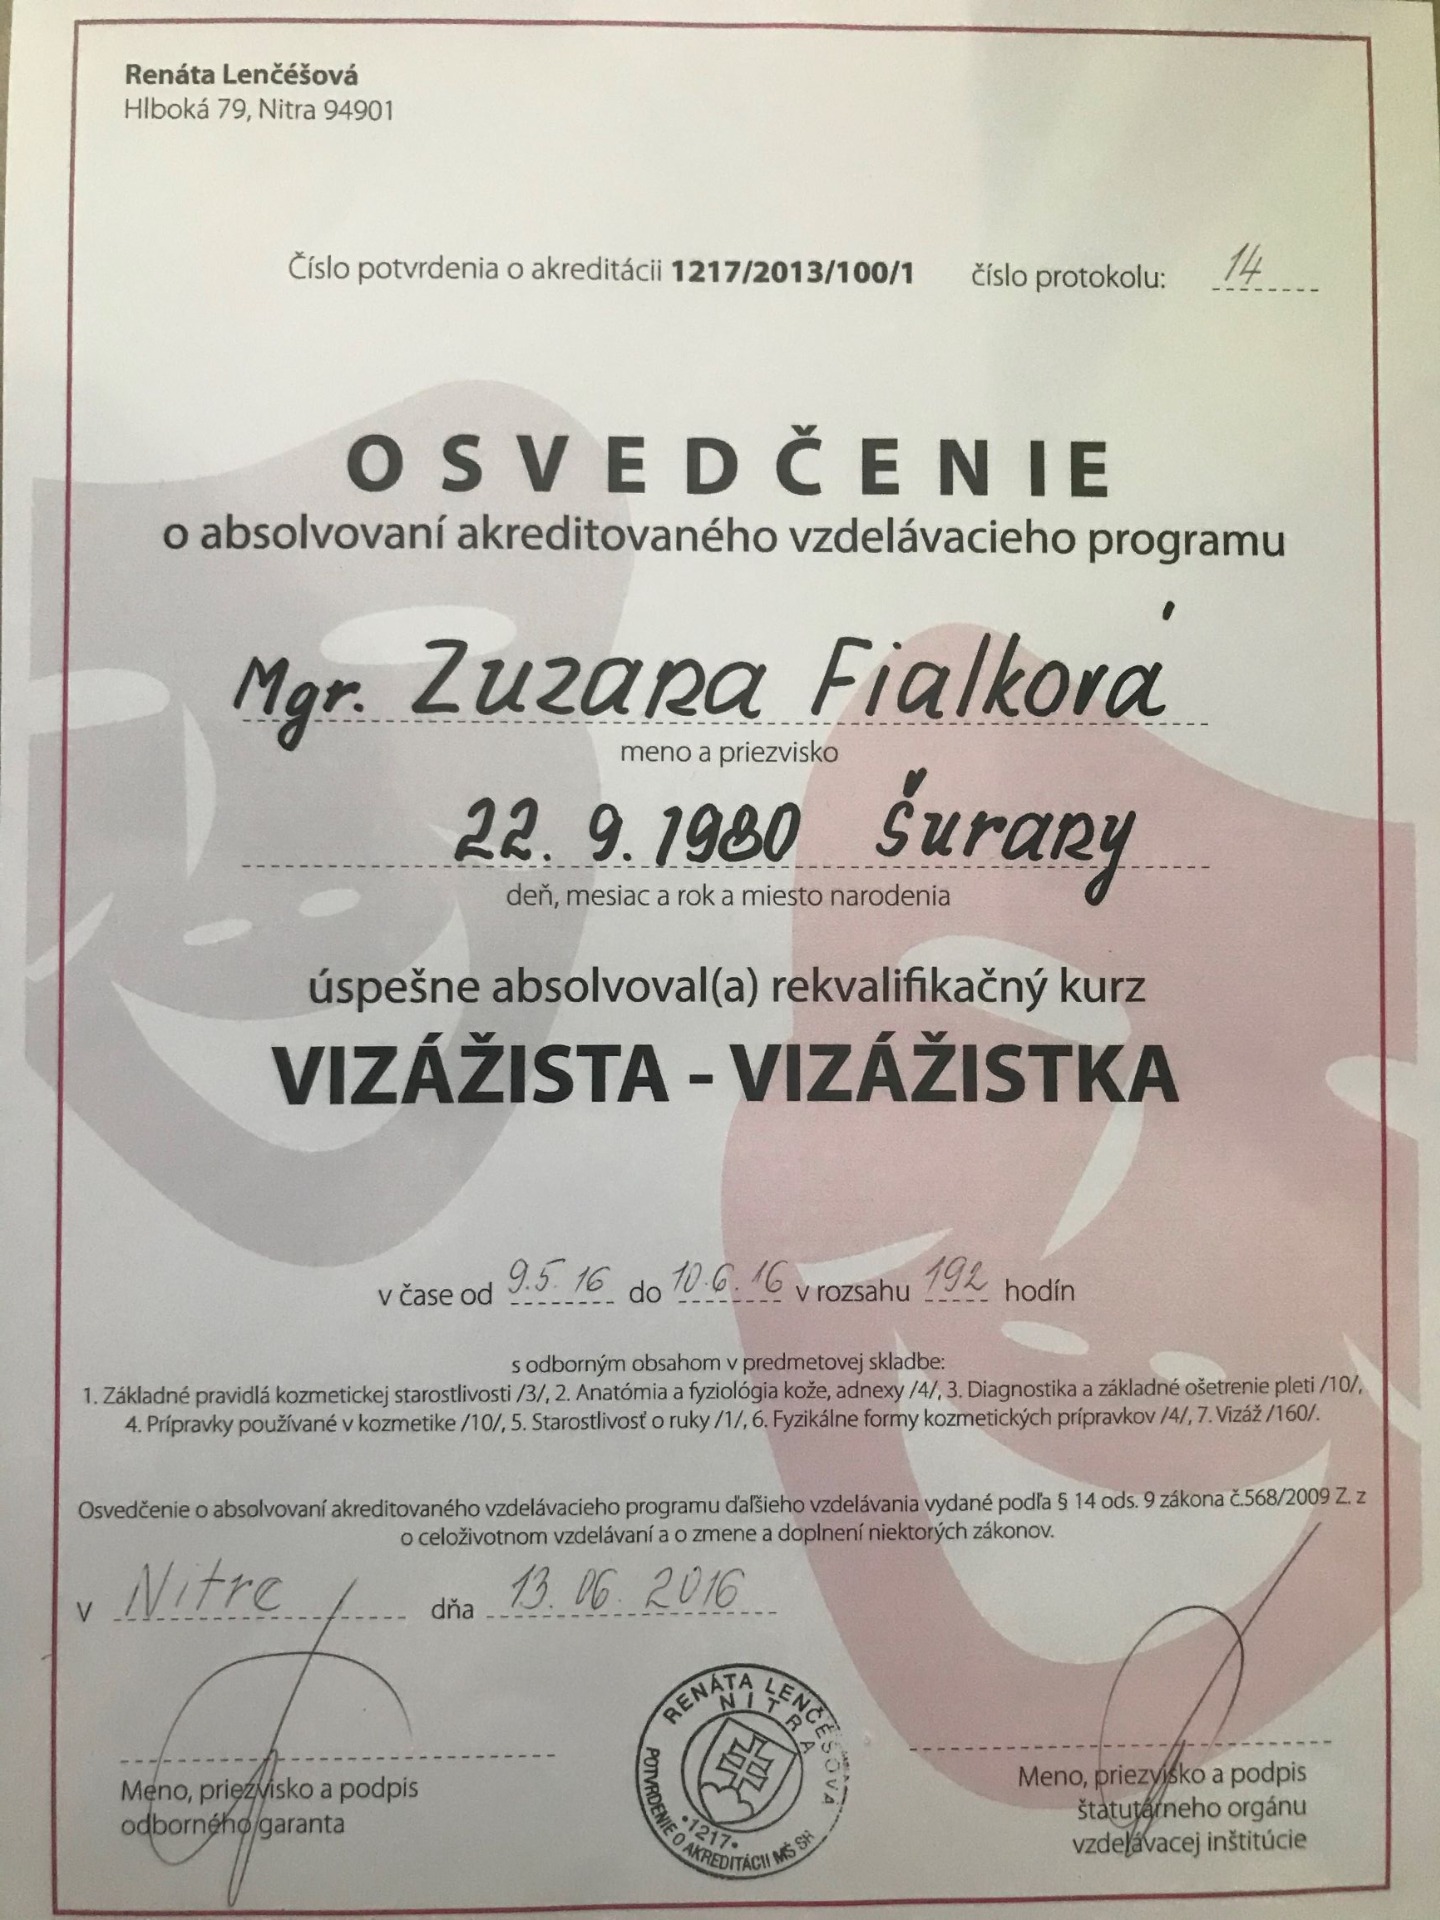 Renáta Lenčéšová
Hlboká 79, Nitra 94901
Číslo potvrdenia o akreditácii 1217/2013/100/1 číslo protokolu: 14
OSVEDČENIE
o absolvovaní akreditovaného vzdelávacieho programu
Mgr. Zuzana Fialková
meno a priezvisko
22. 9. 1980 Šurany
deň, mesiac a rok a miesto narodenia
úspešne absolvoval(a) rekvalifikačný kurz
VIZÁŽISTA - VIZÁŽISTKA
v čase od 9.5. 16 do 10.6. 16 v rozsahu 192 hodín
s odborným obsahom v predmetovej skladbe:
1. Základné pravidlá kozmetickej starostlivosti /3/, 2. Anatómia a fyziológia kože, adnexy /4/, 3. Diagnostika a základné ošetrenie pleti /10/,
4. Prípravky používané v kozmetike /10/, 5. Starostlivosť o ruky /1/, 6. Fyzikálne formy kozmetických prípravkov /4/, 7. Vizáž /160/.
Osvedčenie o absolvovaní akreditovaného vzdelávacieho programu ďaľšieho vzdelávania vydané podľa § 14 ods. 9 zákona č.568/2009 Z. z
o celoživotnom vzdelávaní a o zmene a doplnení niektorých zákonov.
V Nitre dňa 13. 06. 2016
Meno, priezvisko a podpis
odborného garanta
RENÁTA LENČÉŠOVÁ
NITRA
•1217•
POTVRDENIE O AKREDITÁCII MŠ SR
Meno, priezvisko a podpis
štatutárneho orgánu
vzdelávacej inštitúcie